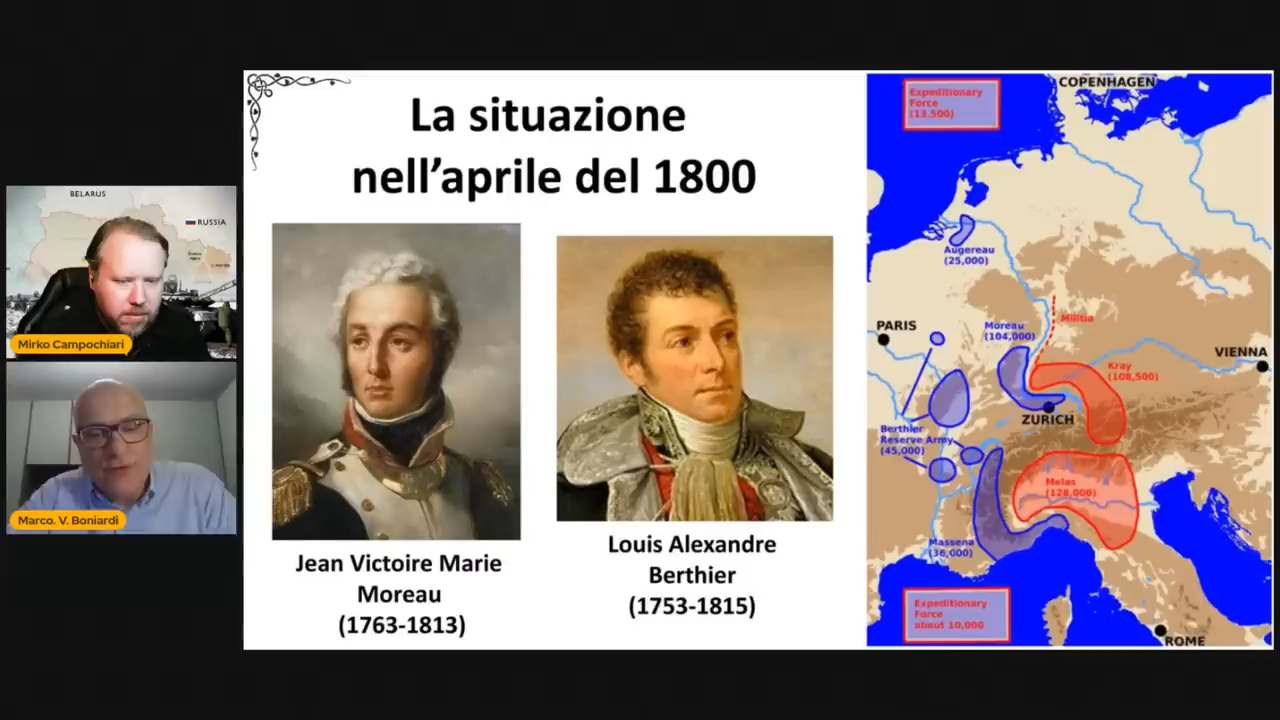 BELARUS
RUSSIA
Mirko Campochiari
Marco. V. Boniardi
La situazione
nell'aprile del 1800
Jean Victoire Marie
Moreau
(1763-1813)
Louis Alexandre
Berthier
(1753-1815)
COPENHAGEN
Expeditionary
Force
(13,500)
Augereau
(25,000)
PARIS
Moreau
(104,000)
Militia
VIENNA
Kray
(108,500)
ZURICH
Berthier
Reserve Army
(45,000)
Melas
(128,000)
Massena
(36,000)
Expeditionary
Force
about 10,000
ROME